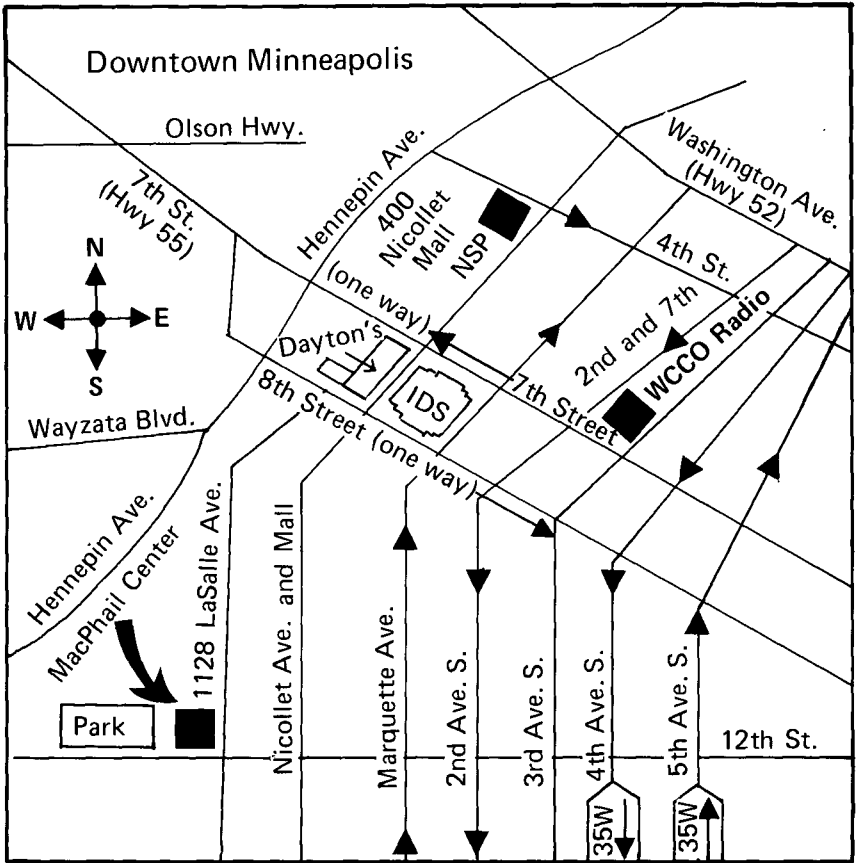 Downtown Minneapolis
Olson Hwy.
7th St.
(Hwy 55)
Hennepin Ave.
Washington Ave.
(Hwy 52)
400
Nicollet
Mall
NSP
4th St.
N
W
E
S
(one way)
2nd and 7th
WCCO Radio
Dayton's
IDS
7th Street
8th Street (one way)
Wayzata Blvd.
Hennepin Ave.
MacPhail Center
1128 LaSalle Ave.
Nicollet Ave. and Mall
Marquette Ave.
2nd Ave. S.
3rd Ave. S.
4th Ave. S.
5th Ave. S.
Park
12th St.
35W
35W